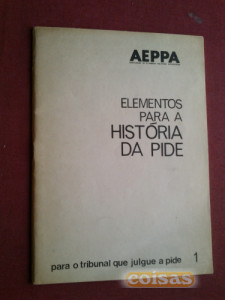 AEPPA
ELEMENTOS
PARA A
HISTÓRIA
DA PIDE
para o tribunal que julgue a pide 1
coisas